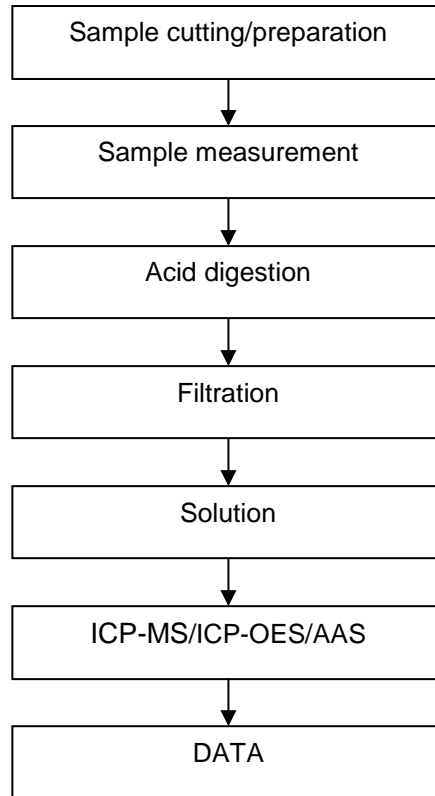 Sample cutting/preparation
Sample measurement
Acid digestion
Filtration
Solution
ICP-MS/ICP-OES/AAS
DATA